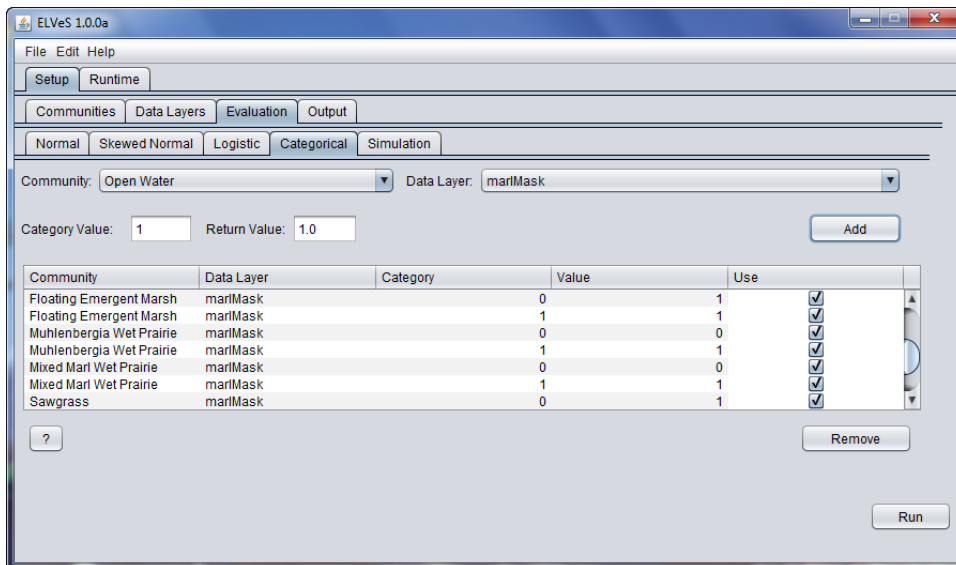 ELVeS 1.0.0a
File Edit Help
Setup Runtime
Communities Data Layers Evaluation Output
Normal Skewed Normal Logistic Categorical Simulation
Community: Open Water Data Layer: marlMask
Category Value: 1 Return Value: 1.0 Add
Community Data Layer Category Value Use
Floating Emergent Marsh marlMask 0 1
Floating Emergent Marsh marlMask 1 1
Muhlenbergia Wet Prairie marlMask 0 0
Muhlenbergia Wet Prairie marlMask 1 1
Mixed Marl Wet Prairie marlMask 0 0
Mixed Marl Wet Prairie marlMask 1 1
Sawgrass marlMask 0 1
? Remove
Run